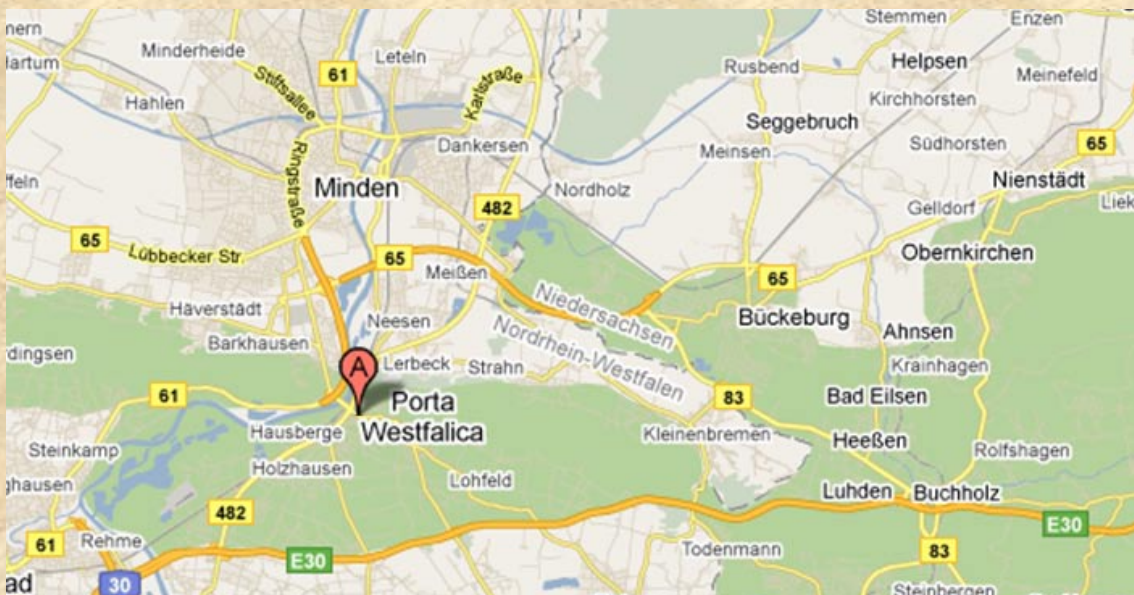 Stemmen
Enzen
Minderheide
Leteln
Helpsen
Rusbend
Meinefeld
61
Stiftsallee
Karlstraße
Hahlen
Kirchhorsten
Seggebruch
Dankersen
Südhorsten
65
Meinsen
Ringstraße
Minden
Nordholz
Nienstädt
482
Gelldorf
65
Lübbecker Str.
65
Obernkirchen
Meißen
65
Häverstädt
Niedersachsen
Neesen
Bückeburg
Nordrhein-Westfalen
Ahnsen
Barkhausen
Lerbeck
Strahn
Krainhagen
A
61
Porta
Westfalica
83
Bad Eilsen
Hausberge
Kleinenbremen
Heeßen
Steinkamp
Rolfshagen
Holzhausen
Lohfeld
Luhden
Buchholz
482
E30
61
Rehme
E30
Todenmann
83
30
Steinbergen